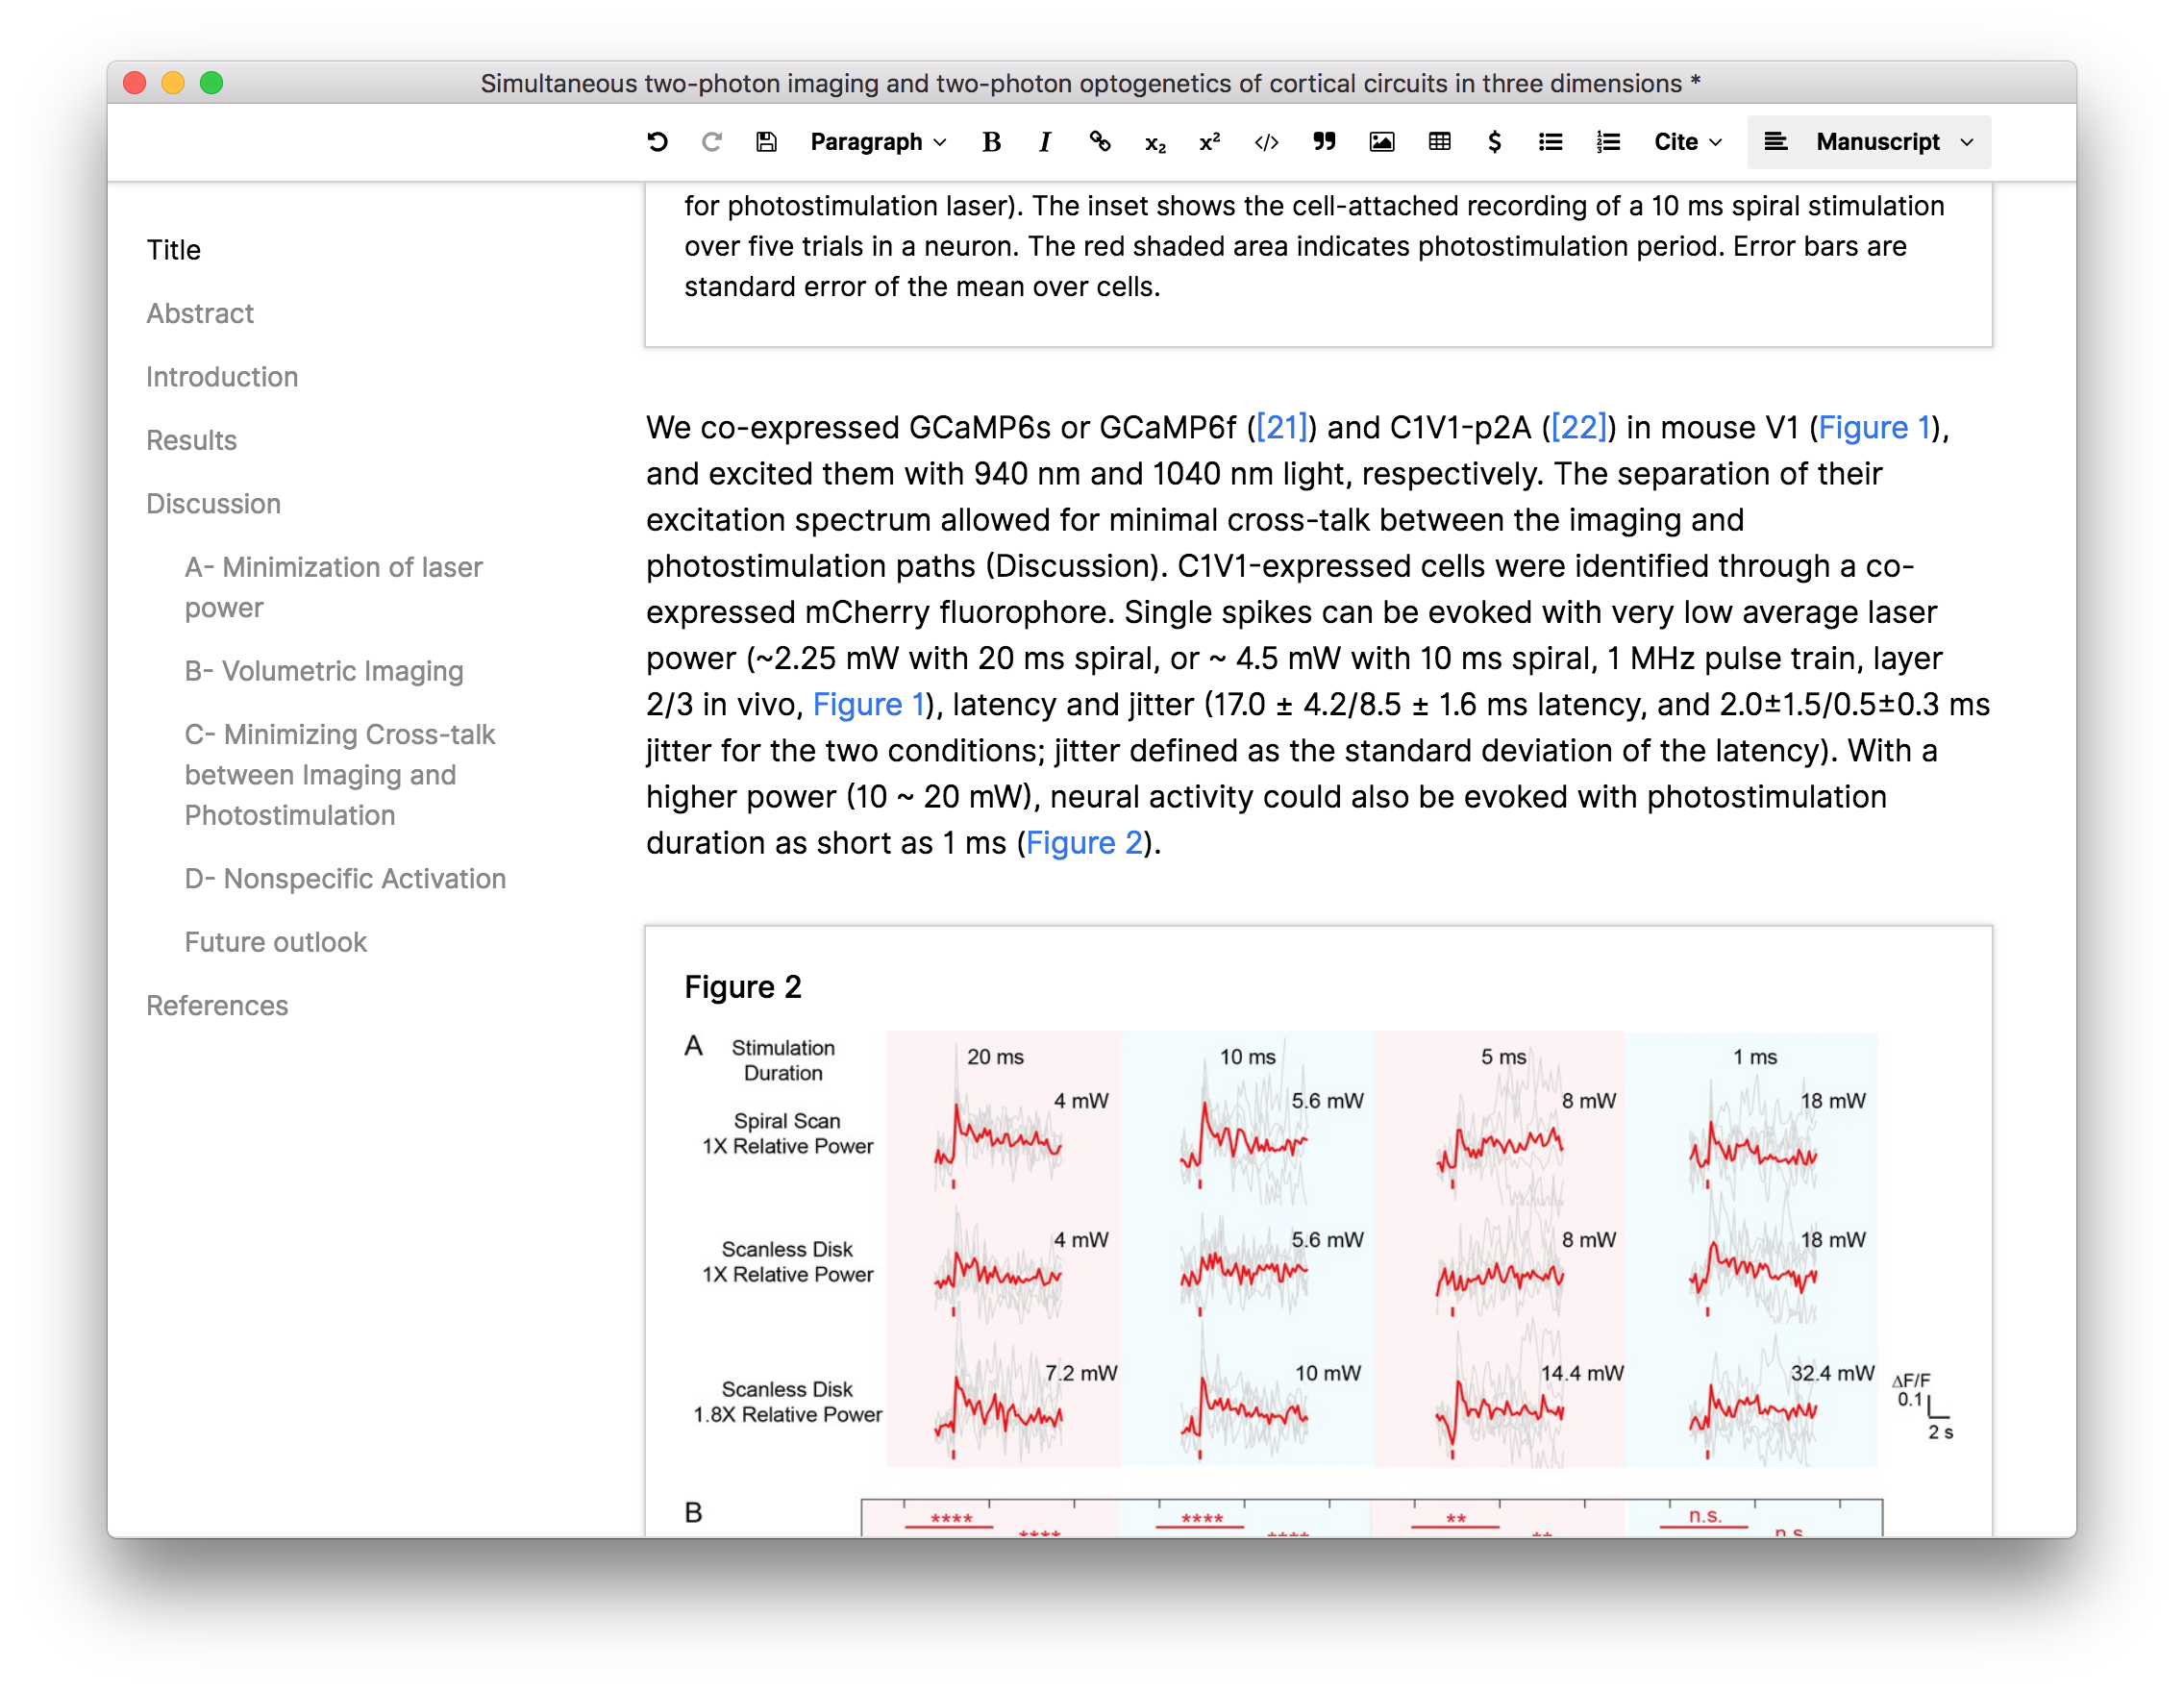 Simultaneous two-photon imaging and two-photon optogenetics of cortical circuits in three dimensions *
Paragraph B I x₂ x² </> $ Cite Manuscript
Title
Abstract
Introduction
Results
Discussion
A- Minimization of laser
power
B- Volumetric Imaging
C- Minimizing Cross-talk
between Imaging and
Photostimulation
D- Nonspecific Activation
Future outlook
References
for photostimulation laser). The inset shows the cell-attached recording of a 10 ms spiral stimulation
over five trials in a neuron. The red shaded area indicates photostimulation period. Error bars are
standard error of the mean over cells.
We co-expressed GCaMP6s or GCaMP6f ([21]) and C1V1-p2A ([22]) in mouse V1 (Figure 1),
and excited them with 940 nm and 1040 nm light, respectively. The separation of their
excitation spectrum allowed for minimal cross-talk between the imaging and
photostimulation paths (Discussion). C1V1-expressed cells were identified through a co-
expressed mCherry fluorophore. Single spikes can be evoked with very low average laser
power (~2.25 mW with 20 ms spiral, or ~ 4.5 mW with 10 ms spiral, 1 MHz pulse train, layer
2/3 in vivo, Figure 1), latency and jitter (17.0 ± 4.2/8.5 ± 1.6 ms latency, and 2.0±1.5/0.5±0.3 ms
jitter for the two conditions; jitter defined as the standard deviation of the latency). With a
higher power (10 ~ 20 mW), neural activity could also be evoked with photostimulation
duration as short as 1 ms (Figure 2).
Figure 2
A Stimulation
Duration
20 ms 10 ms 5 ms 1 ms
4 mW 5.6 mW 8 mW 18 mW
Spiral Scan
1X Relative Power
4 mW 5.6 mW 8 mW 18 mW
Scanless Disk
1X Relative Power
7.2 mW 10 mW 14.4 mW 32.4 mW
Scanless Disk
1.8X Relative Power
ΔF/F
0.1
2 s
B
**** **** ** n.s.
**** **** ** n.s.